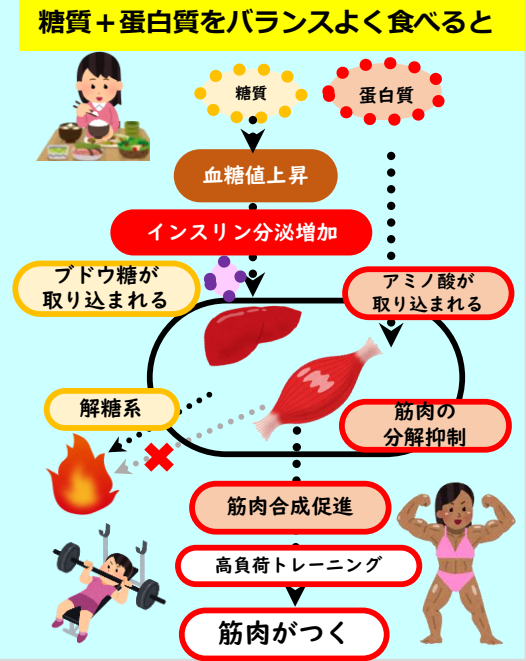 糖質＋蛋白質をバランスよく食べると
糖質
蛋白質
血糖値上昇
インスリン分泌増加
ブドウ糖が
取り込まれる
アミノ酸が
取り込まれる
解糖系
筋肉の
分解抑制
筋肉合成促進
高負荷トレーニング
筋肉がつく